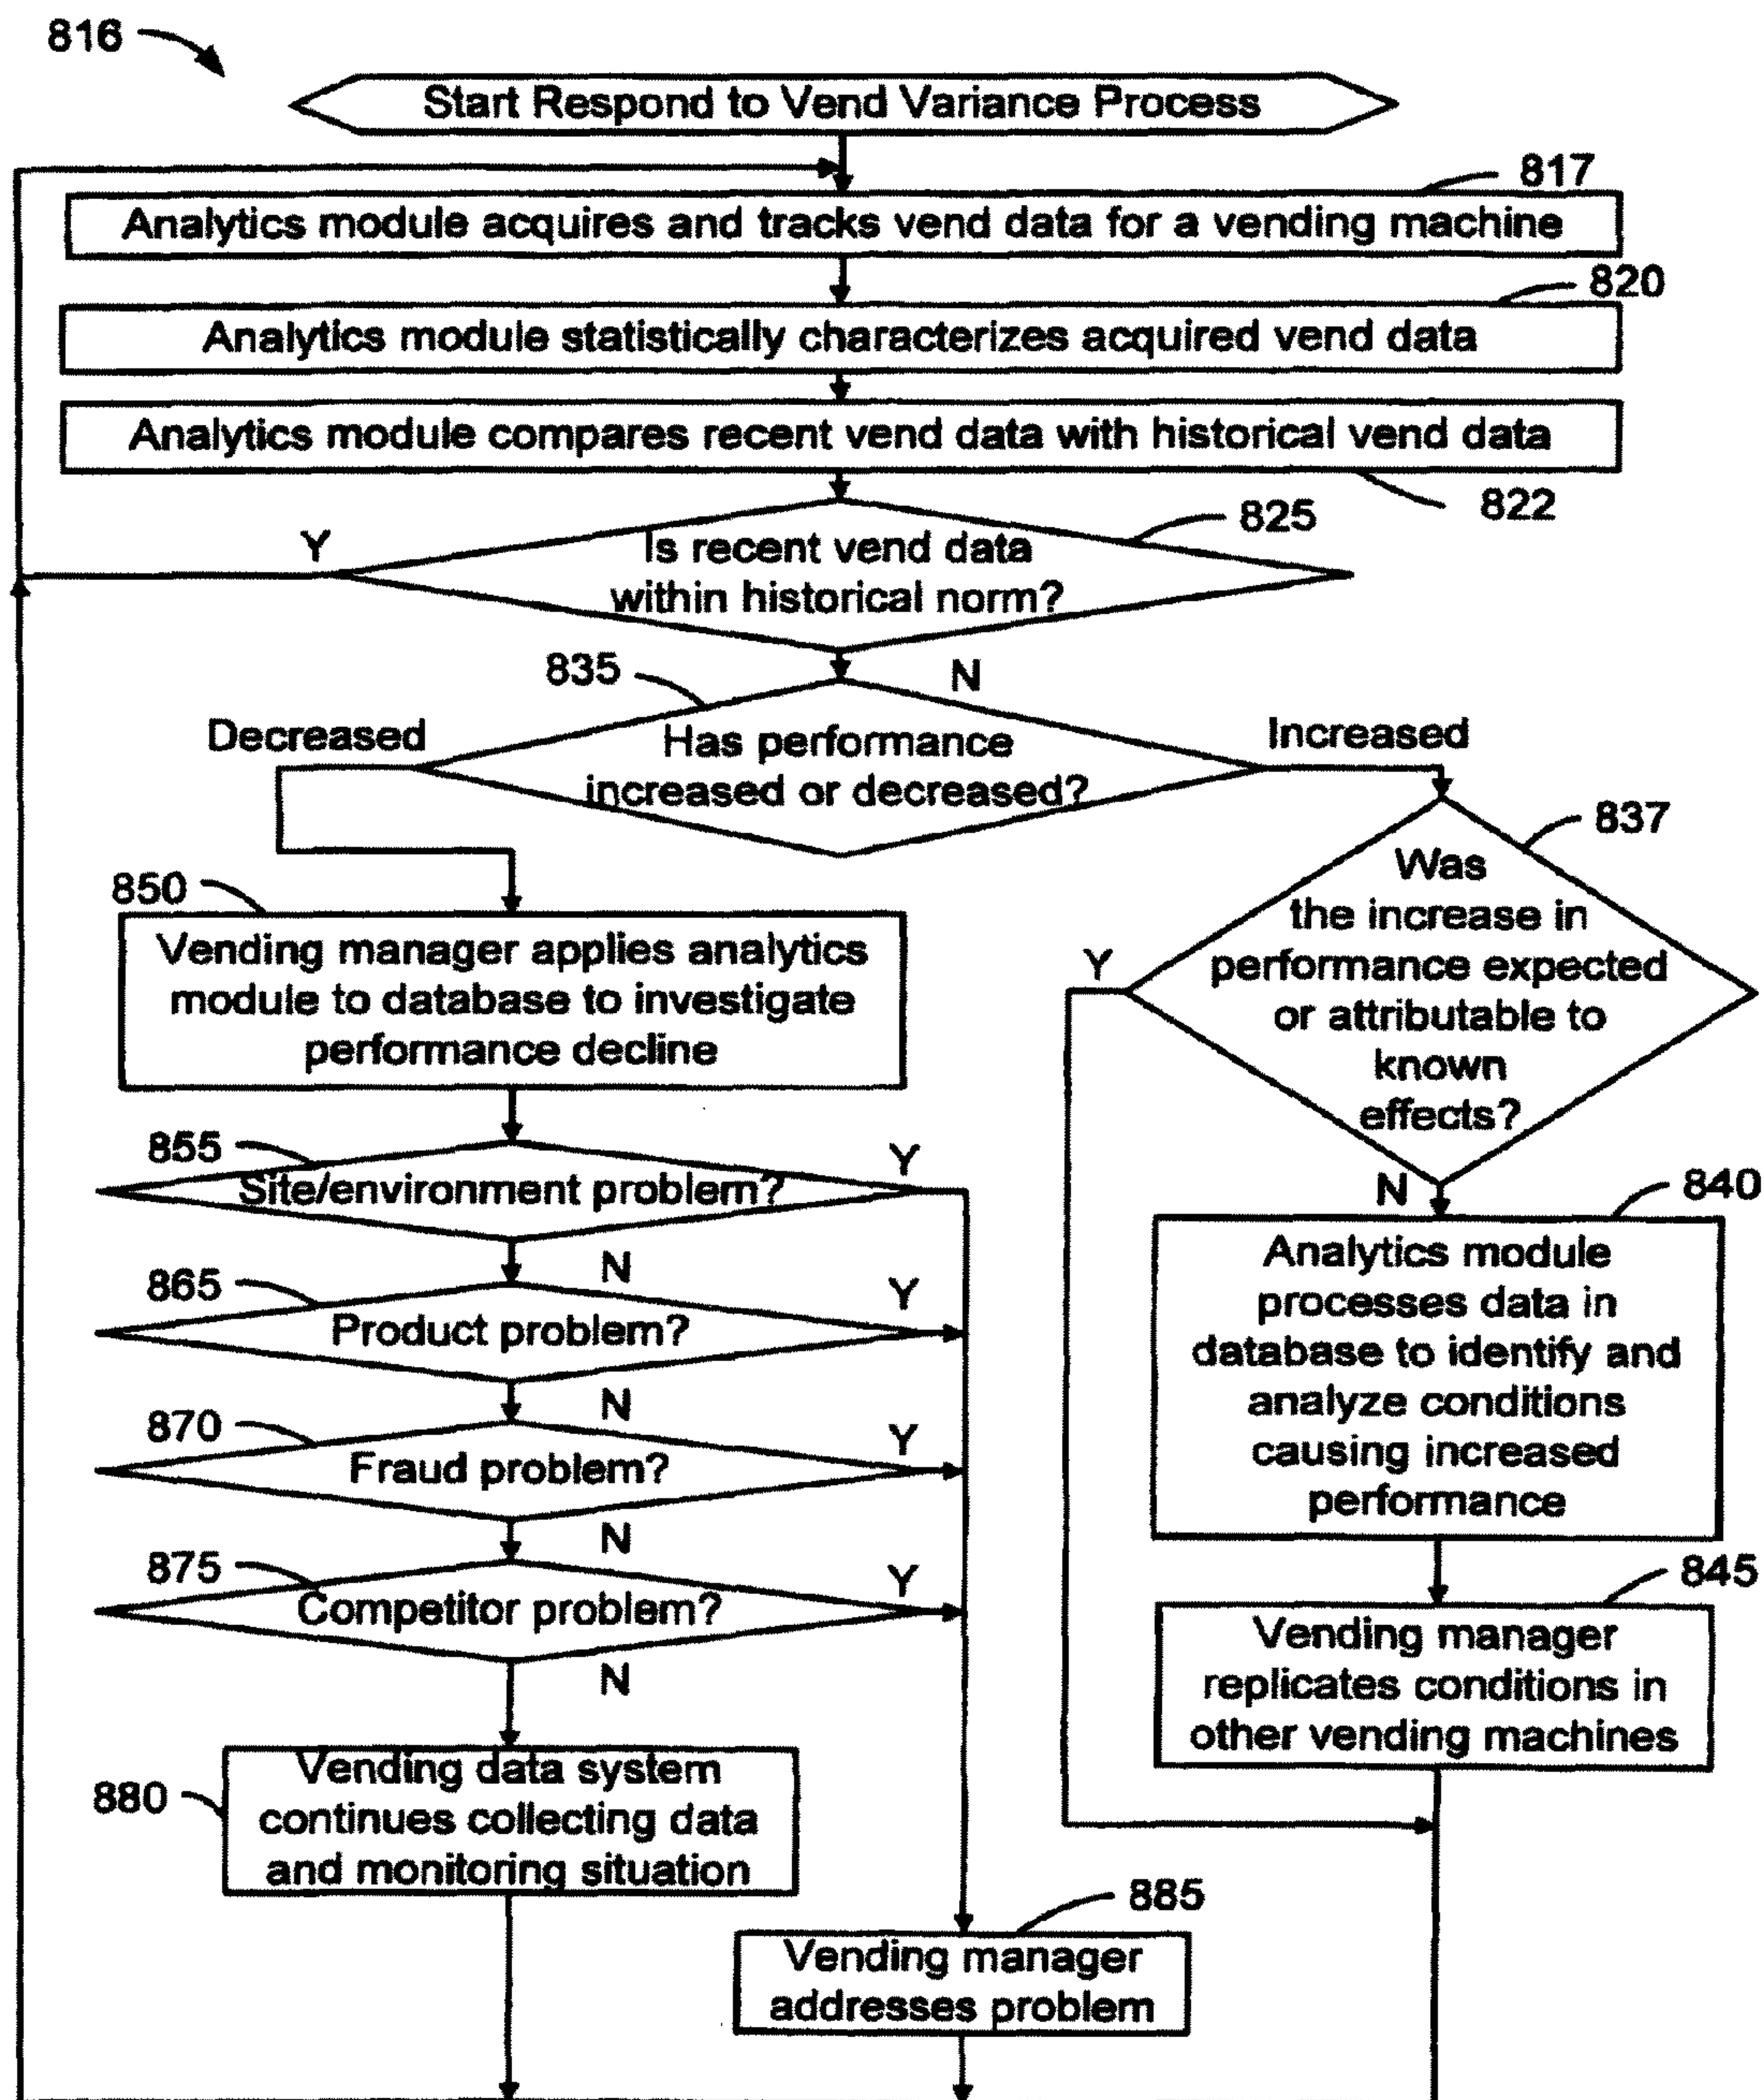 816
Start Respond to Vend Variance Process
817
Analytics module acquires and tracks vend data for a vending machine
820
Analytics module statistically characterizes acquired vend data
Analytics module compares recent vend data with historical vend data
822
825
Y
Is recent vend data
within historical norm?
N
835
Decreased
Has performance
increased or decreased?
Increased
837
Was
the increase in
performance expected
or attributable to
known
effects?
Y
N
850
Vending manager applies analytics
module to database to investigate
performance decline
855
Site/environment problem?
Y
N
865
Product problem?
Y
N
870
Fraud problem?
Y
N
875
Competitor problem?
Y
N
840
Analytics module
processes data in
database to identify and
analyze conditions
causing increased
performance
845
Vending manager
replicates conditions in
other vending machines
880
Vending data system
continues collecting data
and monitoring situation
885
Vending manager
addresses problem